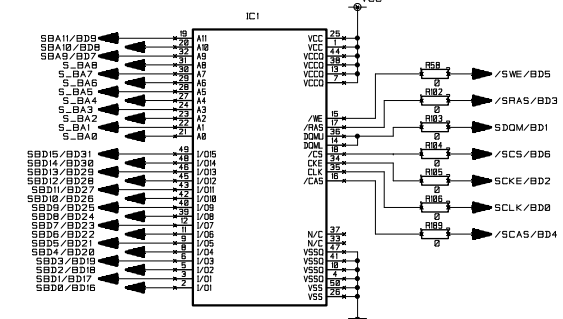 VCC
IC1
SBA11/BD9 19 A11 VCC 25
SBA10/BD8 20 A10 VCC 1
SBA9/BD7 32 A9 VCCQ 44
S_BA8 31 A8 VCCQ 38
S_BA7 30 A7 VCCQ 13
S_BA6 29 A6 VCCQ 7
S_BA5 28 A5
S_BA4 27 A4
S_BA3 24 A3
S_BA2 23 A2
S_BA1 22 A1
S_BA0 21 A0
/WE 15 R58 0 /SWE/BD5
/RAS 17 R102 0 /SRAS/BD3
DQMU 36 R103 0 SDQM/BD1
DQML 14
/CS 18 R104 0 /SCS/BD6
CKE 34 R105 0 SCKE/BD2
CLK 35 R106 0 SCLK/BD0
/CAS 16 R109 0 /SCAS/BD4
SBD15/BD31 49 I/O15
SBD14/BD30 48 I/O14
SBD13/BD29 46 I/O13
SBD12/BD28 45 I/O12
SBD11/BD27 43 I/O11
SBD10/BD26 42 I/O10
SBD9/BD25 40 I/O9
SBD8/BD24 39 I/O8
SBD7/BD23 12 I/O7
SBD6/BD22 11 I/O6
SBD5/BD21 9 I/O5
SBD4/BD20 8 I/O4
SBD3/BD19 6 I/O3
SBD2/BD18 5 I/O2
SBD1/BD17 3 I/O1
SBD0/BD16 2 I/O1
N/C 37
N/C 33
VSSQ 47
VSSQ 41
VSSQ 10
VSSQ 4
VSS 50
VSS 26